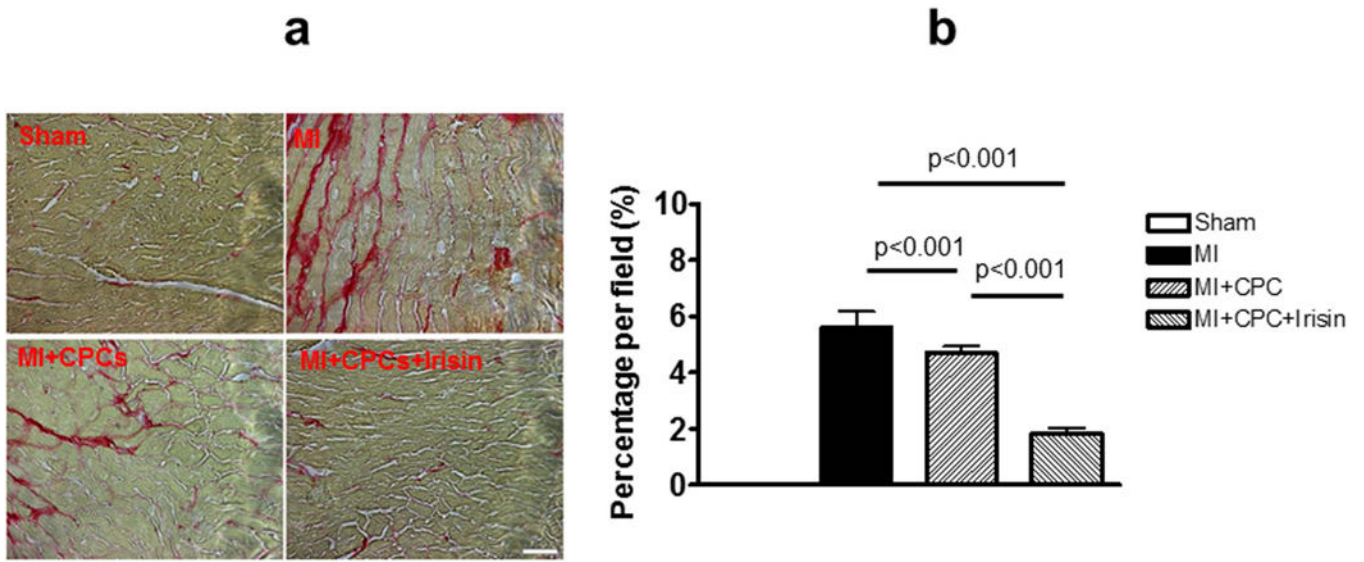 a
b
Sham
MI
MI+CPCs
MI+CPCs+Irisin
Percentage per field (%)
10
8
6
4
2
0
p<0.001
p<0.001
p<0.001
Sham
MI
MI+CPC
MI+CPC+Irisin